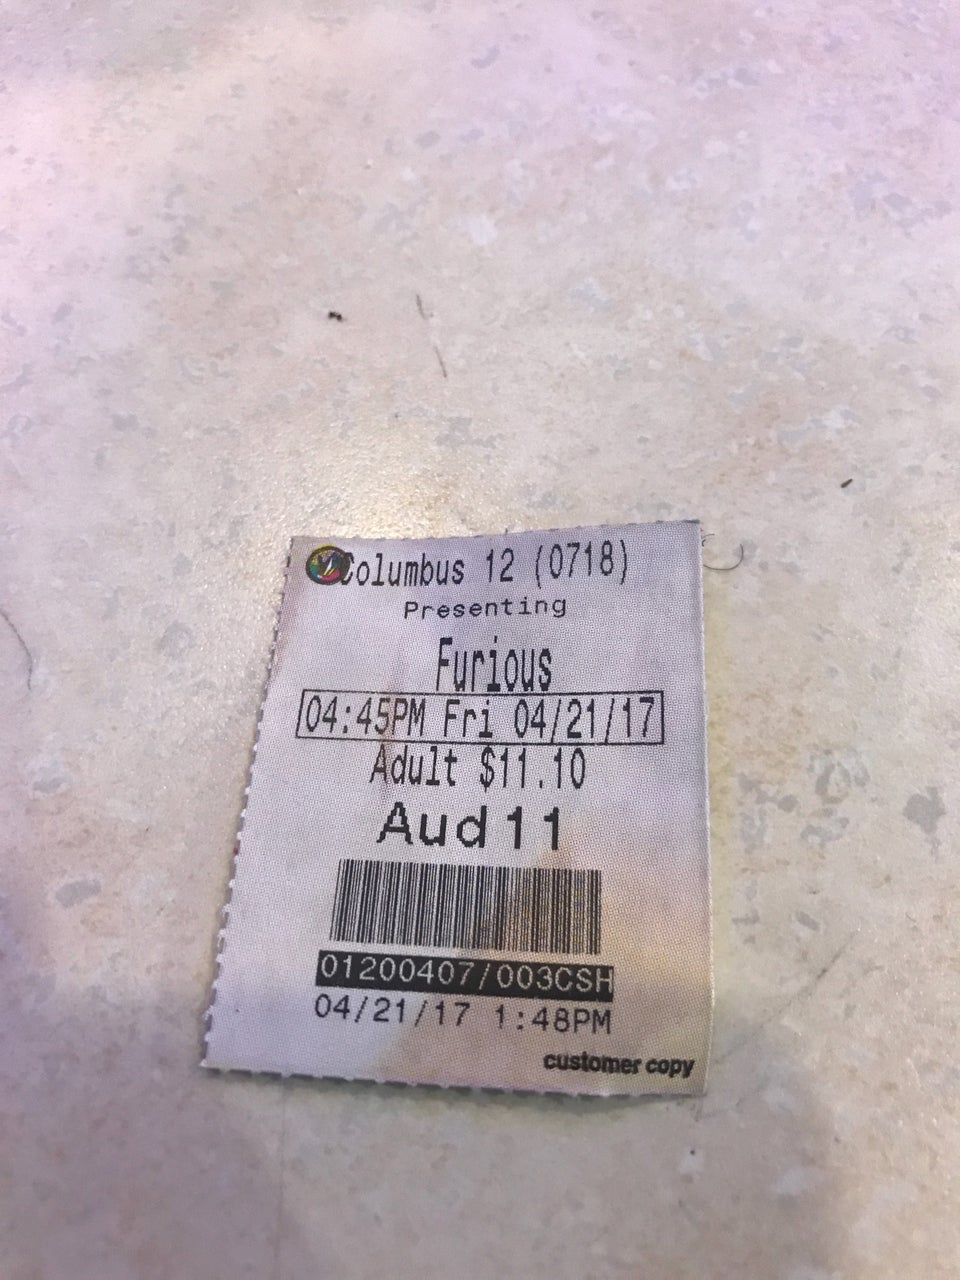 Columbus 12 (0718)
Presenting
Furious
04:45PM Fri 04/21/17
Adult $11.10
Aud 11
01200407/003CSH
04/21/17 1:48PM
customer copy